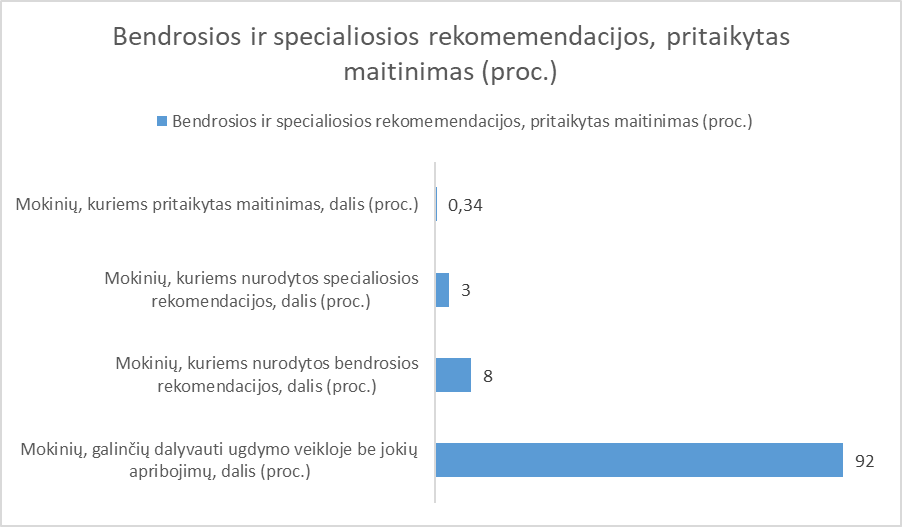 Bendrosios ir specialiosios rekomemendacijos, pritaikytas
maitinimas (proc.)
Bendrosios ir specialiosios rekomemendacijos, pritaikytas maitinimas (proc.)
Mokinių, kuriems pritaikytas maitinimas, dalis (proc.)
0,34
Mokinių, kuriems nurodytos specialiosios
rekomendacijos, dalis (proc.)
3
Mokinių, kuriems nurodytos bendrosios
rekomendacijos, dalis (proc.)
8
Mokinių, galinčių dalyvauti ugdymo veikloje be jokių
apribojimų, dalis (proc.)
92